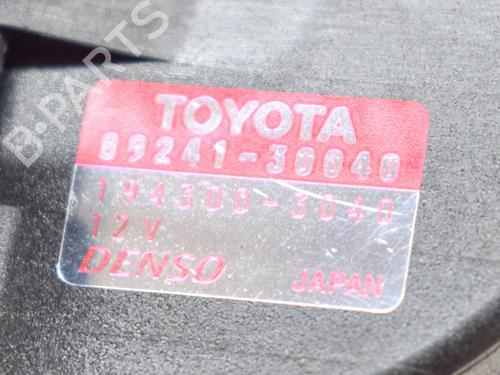 B-PARTS
TOYOTA
89241-30040
194300-3040
12V
DENSO JAPAN